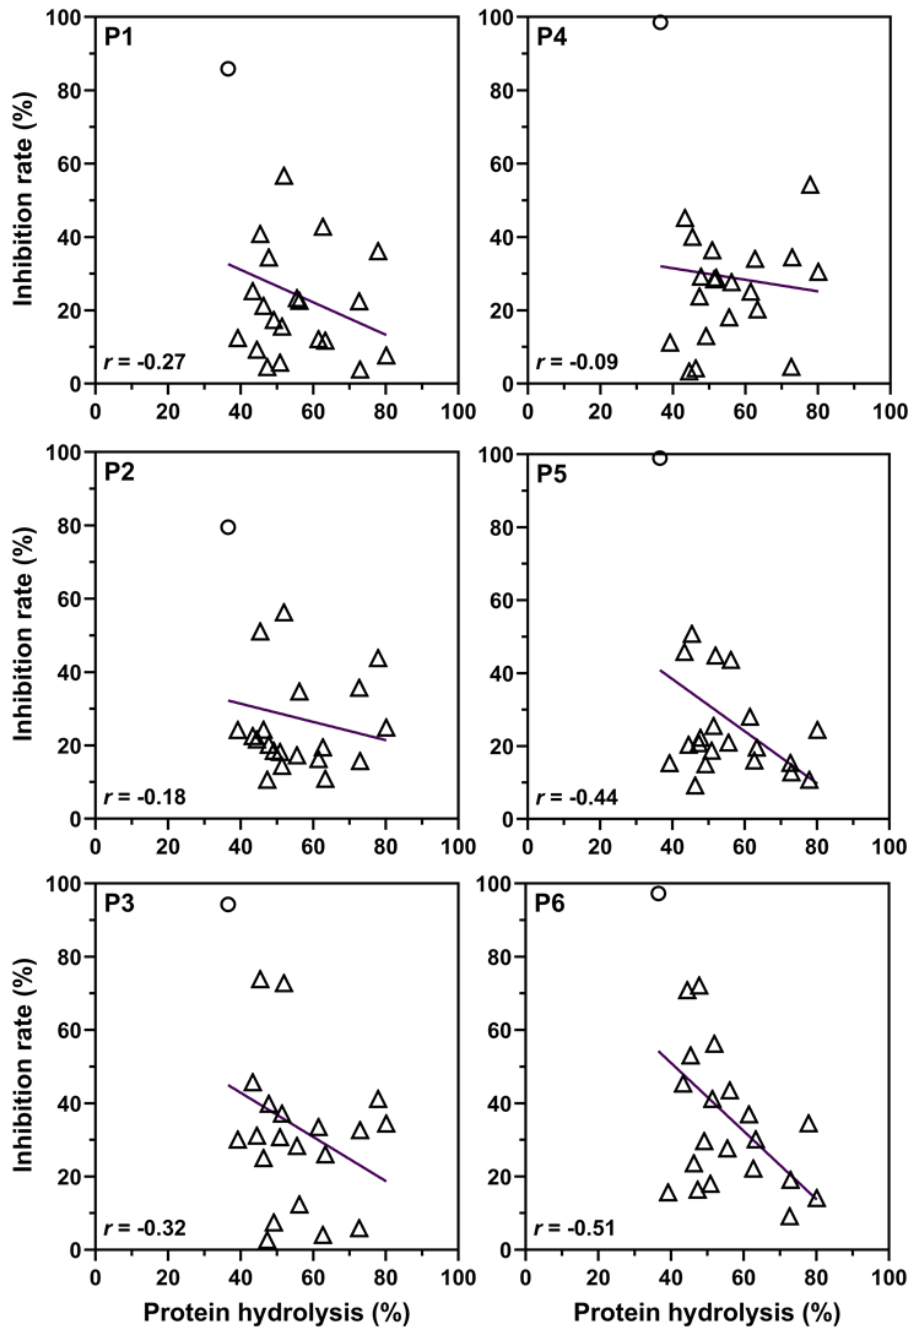 P1
100
80
60
40
20
0
Inhibition rate (%)
r = -0.27
0 20 40 60 80 100
P4
100
80
60
40
20
0
r = -0.09
0 20 40 60 80 100
P2
100
80
60
40
20
0
Inhibition rate (%)
r = -0.18
0 20 40 60 80 100
P5
100
80
60
40
20
0
r = -0.44
0 20 40 60 80 100
P3
100
80
60
40
20
0
Inhibition rate (%)
r = -0.32
0 20 40 60 80 100
Protein hydrolysis (%)
P6
100
80
60
40
20
0
r = -0.51
0 20 40 60 80 100
Protein hydrolysis (%)